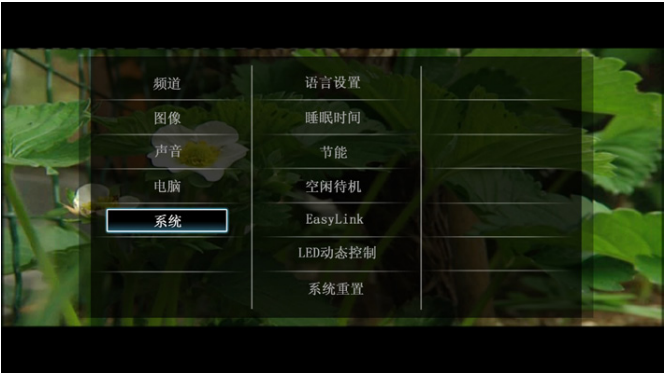 频道
图像
声音
电脑
系统
语言设置
睡眠时间
节能
空闲待机
EasyLink
LED动态控制
系统重置